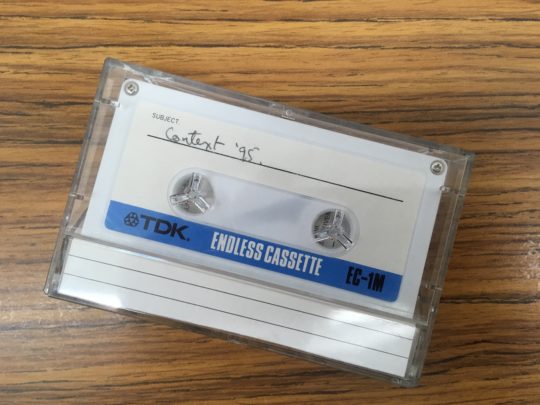 SUBJECT
Context '95.
TDK.
ENDLESS CASSETTE
EC-1M